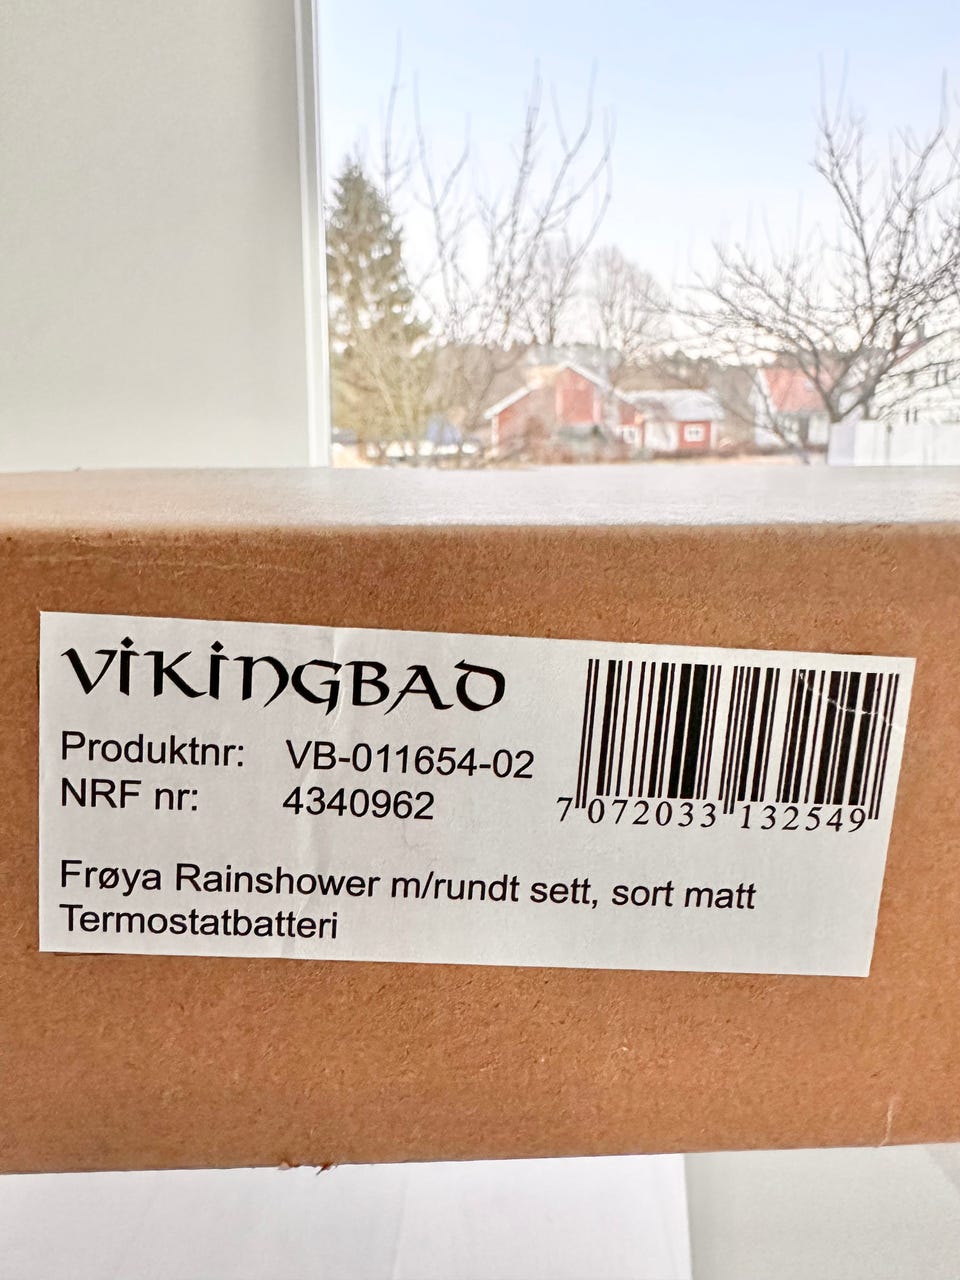 VIKINGBAD
Produktnr: VB-011654-02
NRF nr: 4340962
7 072033 132549
Frøya Rainshower m/rundt sett, sort matt
Termostatbatteri